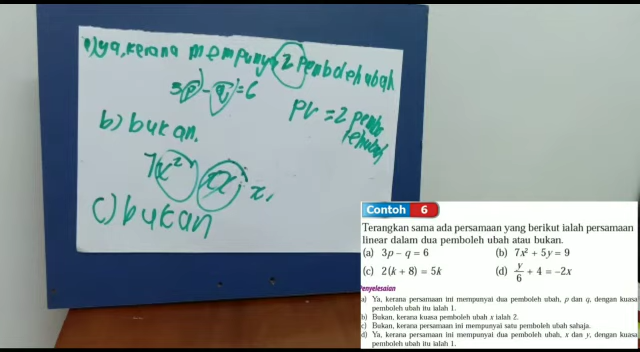 a) ya, kerana mempunyai 2 Pemboleh ubah
3p - q = 6
pv = 2 pembo
lehubah
b) bukan.
7x²
x,
c) bukan
Contoh 6
Terangkan sama ada persamaan yang berikut ialah persamaan
linear dalam dua pemboleh ubah atau bukan.
(a) 3p – q = 6 (b) 7x² + 5y = 9
(c) 2(k + 8) = 5k (d) y/6 + 4 = –2x
Penyelesaian
a) Ya, kerana persamaan ini mempunyai dua pemboleh ubah, p dan q, dengan kuasa
pemboleh ubah itu ialah 1.
b) Bukan, kerana kuasa pemboleh ubah x ialah 2.
c) Bukan, kerana persamaan ini mempunyai satu pemboleh ubah sahaja.
d) Ya, kerana persamaan ini mempunyai dua pemboleh ubah, x dan y, dengan kuasa
pemboleh ubah itu ialah 1.